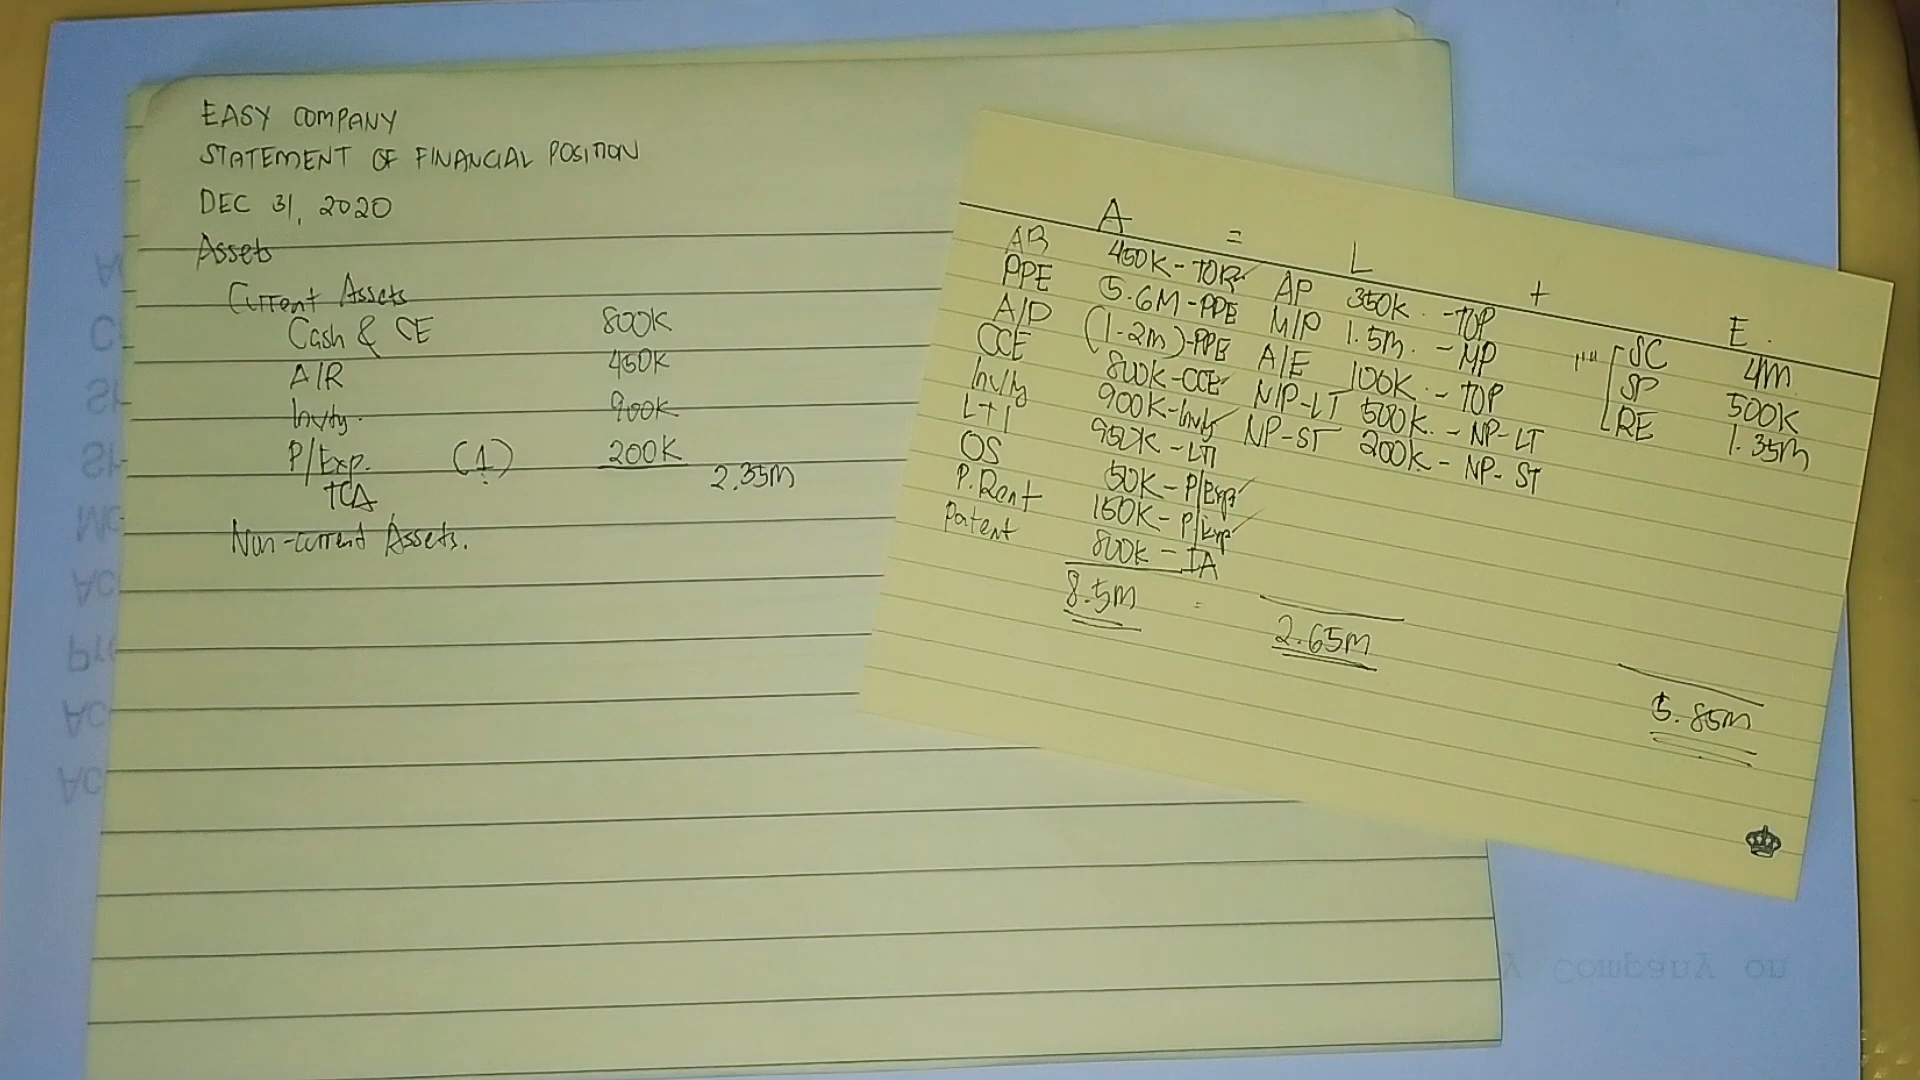 EASY COMPANY
STATEMENT OF FINANCIAL POSITION
DEC 31, 2020
Assets
Current Assets
Cash & CE 800K
A/R 450K
Invty. 900K
P/Exp. (1) 200K
TCA 2.35m
Non-current Assets.
A = L + E.
AR 450K - TOR AP 350K. - TOP SC 4m
PPE 5.6M - PPE M/P 1.5m. - MP SP 500K
A/D (1.2m) - PPE A/E 100K. - TOP RE 1.35m
CCE 800K - CCE N/P-LT 500K. - NP-LT
Invty 900K - Invty NP-ST 200K - NP-ST
LTI 950K - LTI
OS 50K - P/Exp
P.Rent 150K - P/Exp
Patent 800K - IA
8.5m = 2.65m 5.85m
Company on